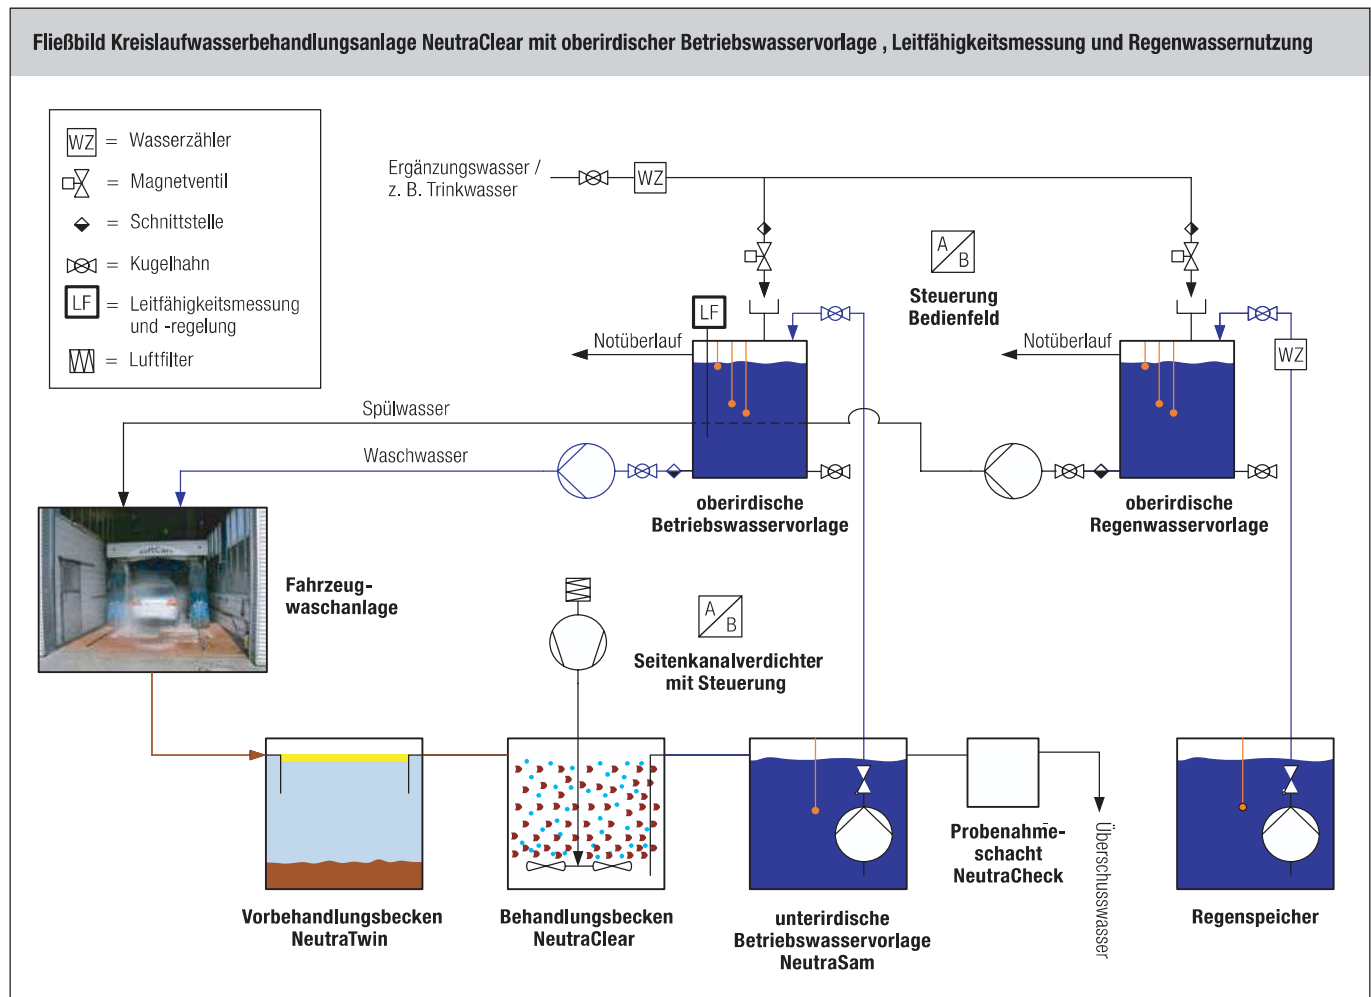 Fließbild Kreislaufwasserbehandlungsanlage NeutraClear mit oberirdischer Betriebswasservorlage , Leitfähigkeitsmessung und Regenwassernutzung
WZ = Wasserzähler
= Magnetventil
= Schnittstelle
= Kugelhahn
LF = Leitfähigkeitsmessung
und -regelung
= Luftfilter
Ergänzungswasser /
z. B. Trinkwasser
WZ
A
B
Steuerung
Bedienfeld
LF
Notüberlauf
Notüberlauf
WZ
Spülwasser
Waschwasser
oberirdische
Betriebswasservorlage
oberirdische
Regenwasservorlage
Fahrzeug-
waschanlage
A
B
Seitenkanalverdichter
mit Steuerung
Vorbehandlungsbecken
NeutraTwin
Behandlungsbecken
NeutraClear
unterirdische
Betriebswasservorlage
NeutraSam
Probenahme-
schacht
NeutraCheck
Überschusswasser
Regenspeicher